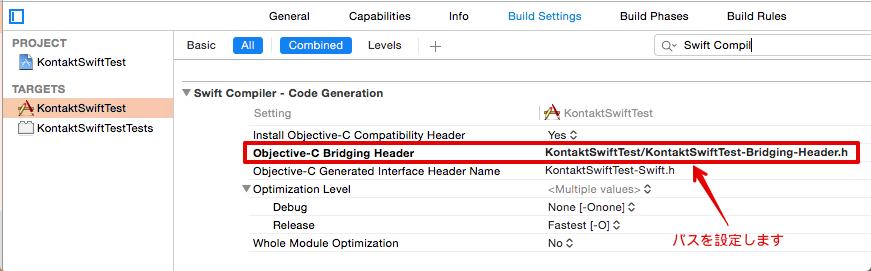 General Capabilities Info Build Settings Build Phases Build Rules
PROJECT
KontaktSwiftTest
TARGETS
KontaktSwiftTest
KontaktSwiftTestTests
Basic All Combined Levels + Swift Compil
Swift Compiler - Code Generation
Setting KontaktSwiftTest
Install Objective-C Compatibility Header Yes
Objective-C Bridging Header KontaktSwiftTest/KontaktSwiftTest-Bridging-Header.h
Objective-C Generated Interface Header Name KontaktSwiftTest-Swift.h
Optimization Level <Multiple values>
Debug None [-Onone]
Release Fastest [-O]
Whole Module Optimization No
パスを設定します